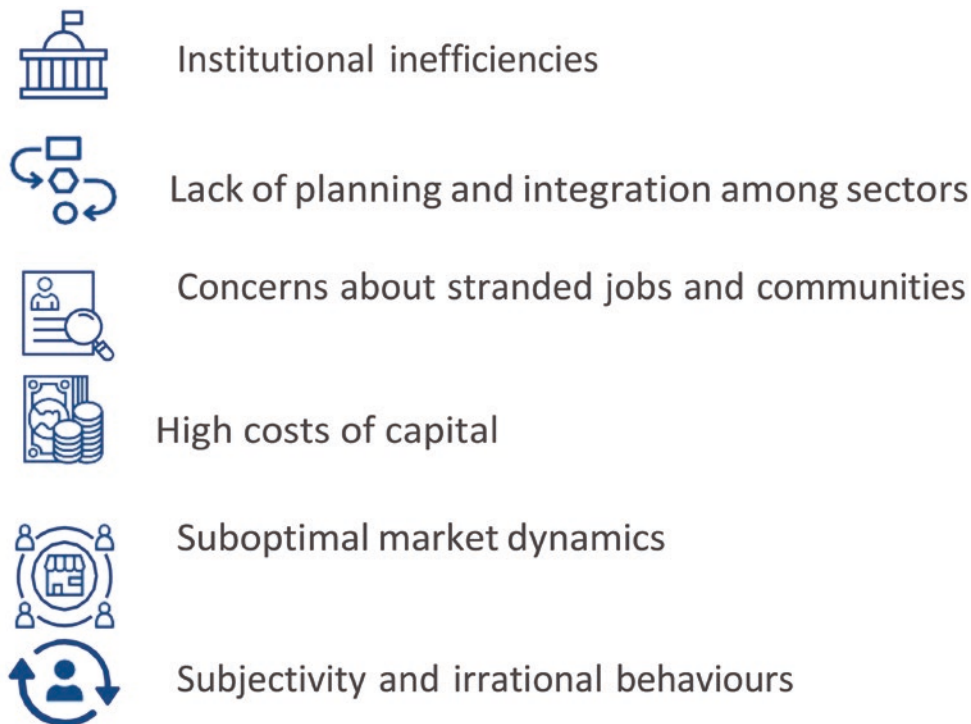 Institutional inefficiencies
Lack of planning and integration among sectors
Concerns about stranded jobs and communities
High costs of capital
Suboptimal market dynamics
Subjectivity and irrational behaviours